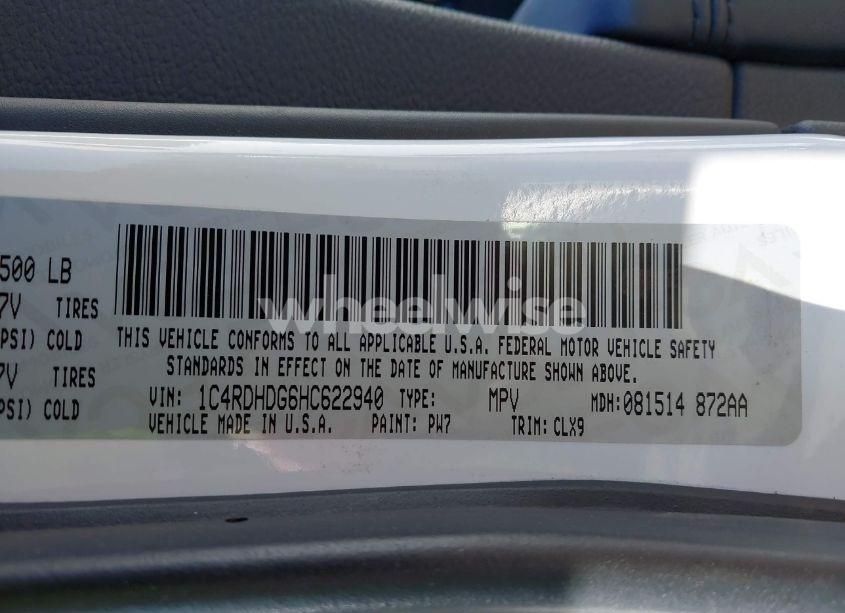 500 LB
7V TIRES
PSI) COLD
7V TIRES
PSI) COLD
wheelwise
THIS VEHICLE CONFORMS TO ALL APPLICABLE U.S.A. FEDERAL MOTOR VEHICLE SAFETY
STANDARDS IN EFFECT ON THE DATE OF MANUFACTURE SHOWN ABOVE.
VIN: 1C4RDHDG6HC622940 TYPE: MPV MDH:081514 872AA
VEHICLE MADE IN U.S.A. PAINT: PW7 TRIM: CLX9